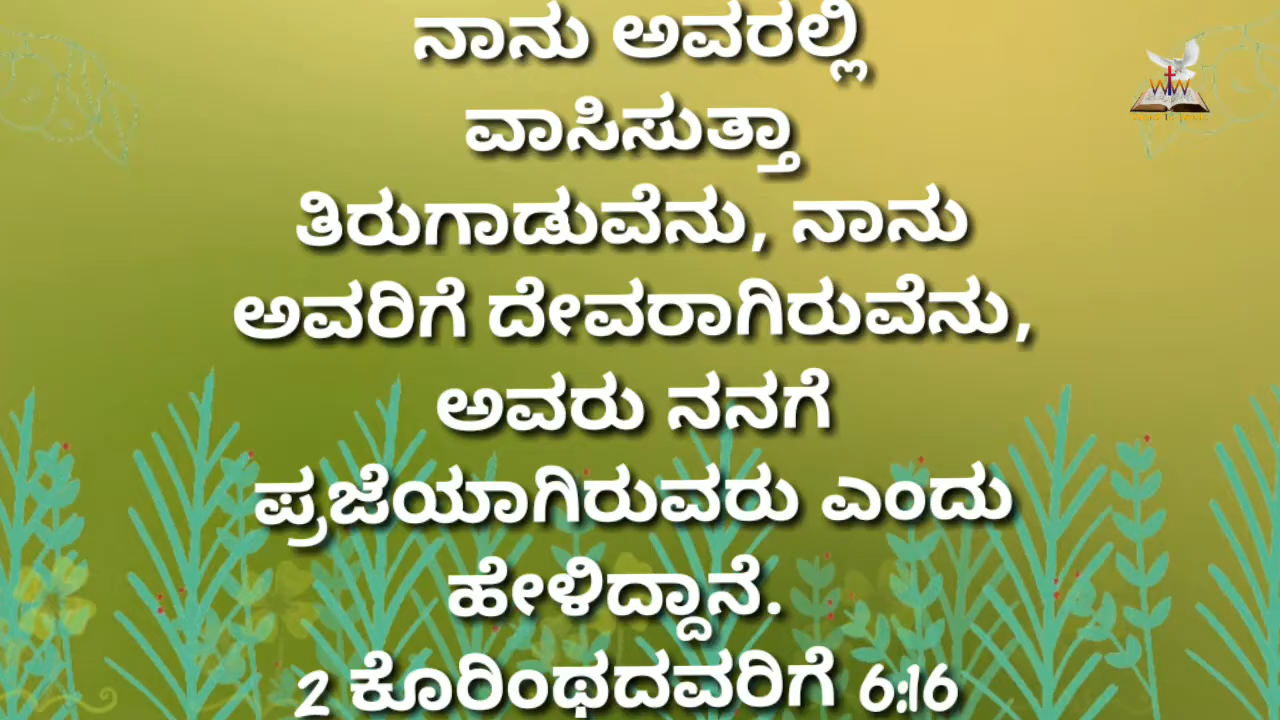 ನಾನು ಅವರಲ್ಲಿ
ವಾಸಿಸುತ್ತಾ
ತಿರುಗಾಡುವೆನು, ನಾನು
ಅವರಿಗೆ ದೇವರಾಗಿರುವೆನು,
ಅವರು ನನಗೆ
ಪ್ರಜೆಯಾಗಿರುವರು ಎಂದು
ಹೇಳಿದ್ದಾನೆ.
2 ಕೊರಿಂಥದವರಿಗೆ 6:16